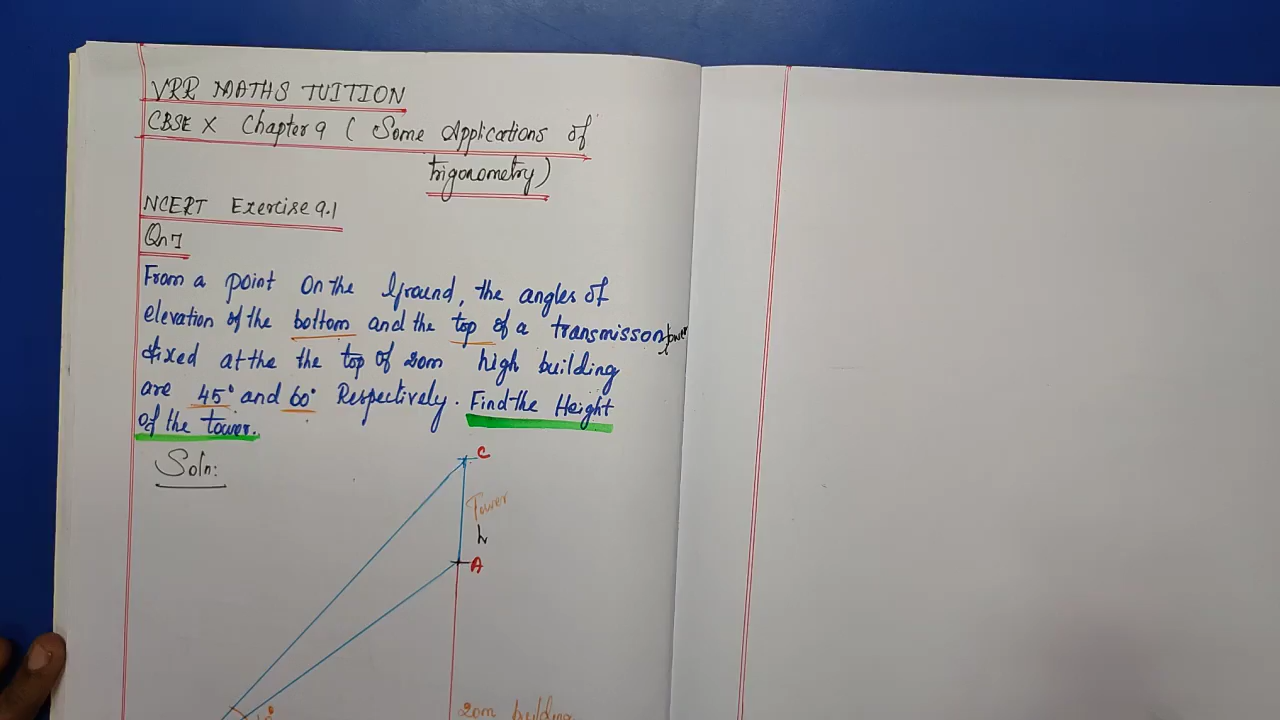 VRR MATHS TUITION
CBSE X Chapter 9 ( Some Applications of
trigonometry)
NCERT Exercise 9.1
Qn 7
From a point on the Ground, the angles of
elevation of the bottom and the top of a transmisson tower
fixed at the the top of 20m high building
are 45° and 60° Respectively. Find the Height
of the tower.
Soln:
C
Tower
h
A
20m building